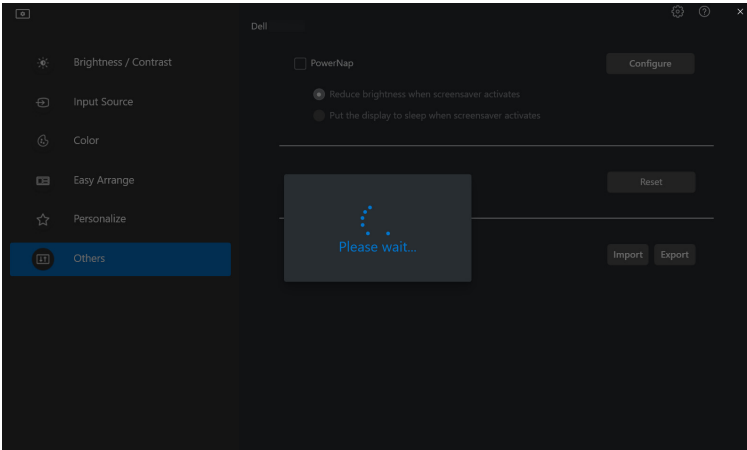 Dell
Brightness / Contrast
PowerNap
Configure
Input Source
Reduce brightness when screensaver activates
Put the display to sleep when screensaver activates
Color
Easy Arrange
Reset
Personalize
Please wait...
Others
Import
Export